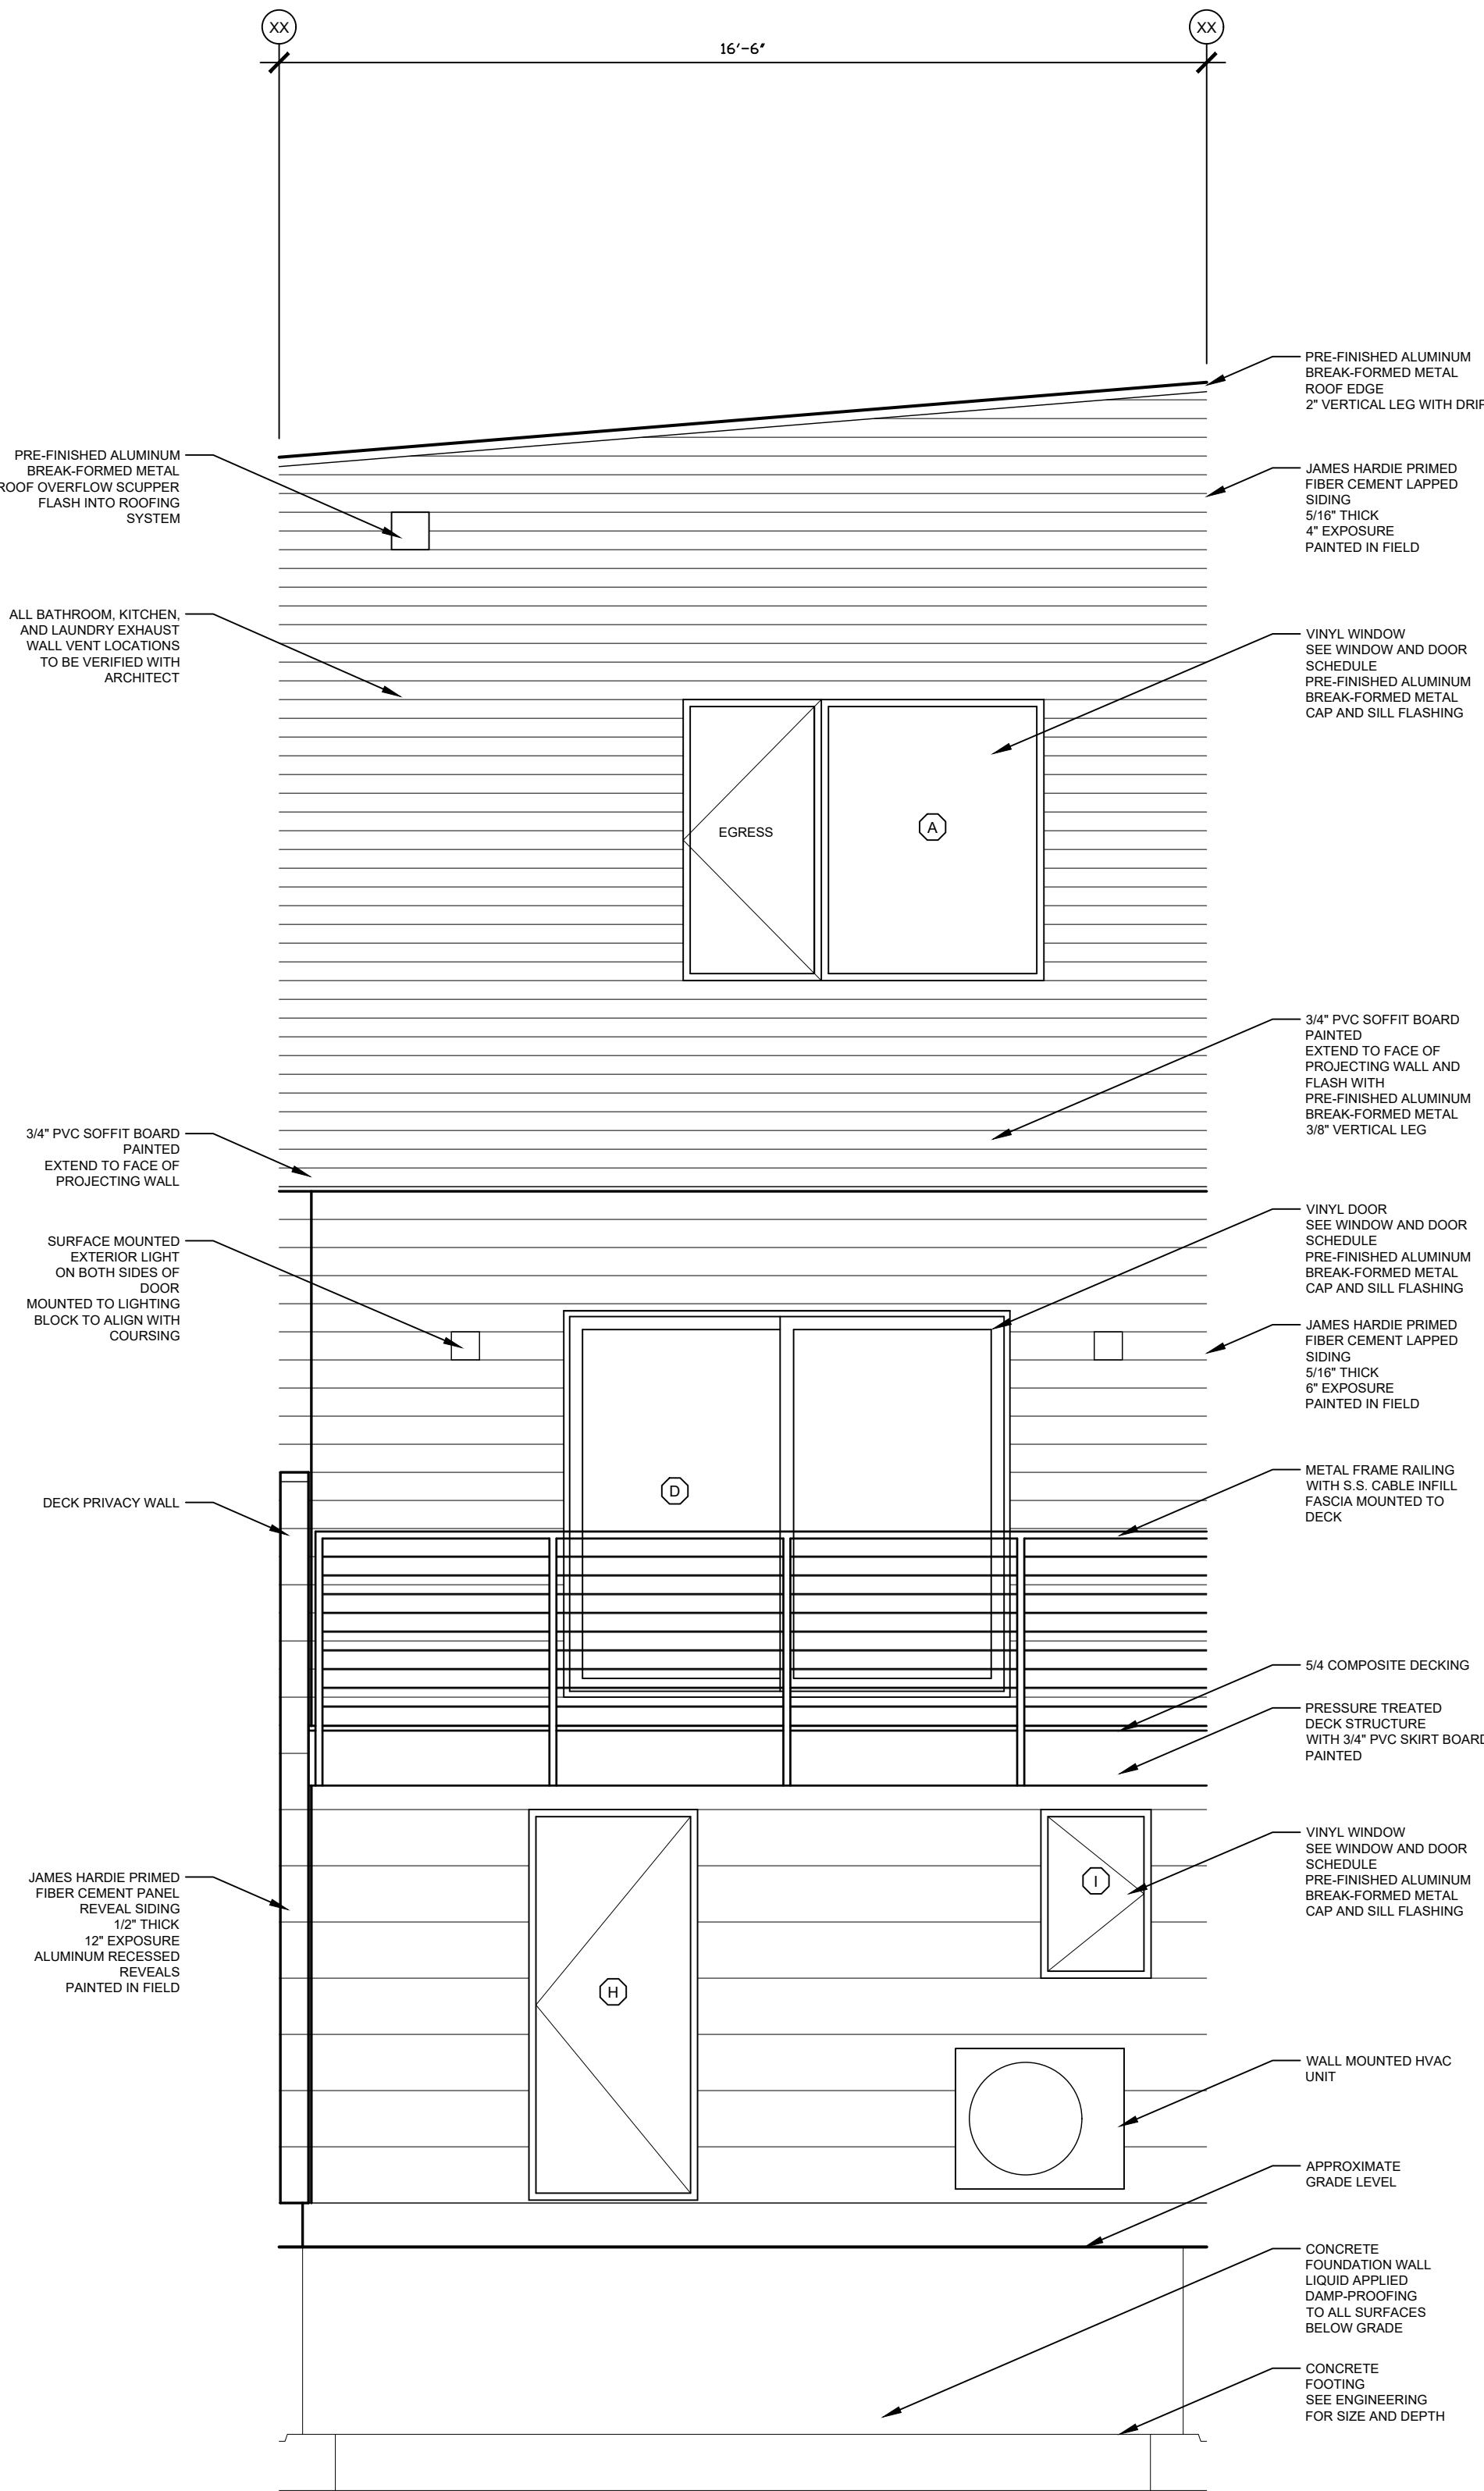 XX
XX
16'-6"
PRE-FINISHED ALUMINUM
BREAK-FORMED METAL
ROOF EDGE
2" VERTICAL LEG WITH DRIP
PRE-FINISHED ALUMINUM
BREAK-FORMED METAL
ROOF OVERFLOW SCUPPER
FLASH INTO ROOFING
SYSTEM
JAMES HARDIE PRIMED
FIBER CEMENT LAPPED
SIDING
5/16" THICK
4" EXPOSURE
PAINTED IN FIELD
ALL BATHROOM, KITCHEN,
AND LAUNDRY EXHAUST
WALL VENT LOCATIONS
TO BE VERIFIED WITH
ARCHITECT
VINYL WINDOW
SEE WINDOW AND DOOR
SCHEDULE
PRE-FINISHED ALUMINUM
BREAK-FORMED METAL
CAP AND SILL FLASHING
EGRESS
A
3/4" PVC SOFFIT BOARD
PAINTED
EXTEND TO FACE OF
PROJECTING WALL AND
FLASH WITH
PRE-FINISHED ALUMINUM
BREAK-FORMED METAL
3/8" VERTICAL LEG
3/4" PVC SOFFIT BOARD
PAINTED
EXTEND TO FACE OF
PROJECTING WALL
VINYL DOOR
SEE WINDOW AND DOOR
SCHEDULE
PRE-FINISHED ALUMINUM
BREAK-FORMED METAL
CAP AND SILL FLASHING
SURFACE MOUNTED
EXTERIOR LIGHT
ON BOTH SIDES OF
DOOR
MOUNTED TO LIGHTING
BLOCK TO ALIGN WITH
COURSING
JAMES HARDIE PRIMED
FIBER CEMENT LAPPED
SIDING
5/16" THICK
6" EXPOSURE
PAINTED IN FIELD
DECK PRIVACY WALL
D
METAL FRAME RAILING
WITH S.S. CABLE INFILL
FASCIA MOUNTED TO
DECK
5/4 COMPOSITE DECKING
PRESSURE TREATED
DECK STRUCTURE
WITH 3/4" PVC SKIRT BOARD
PAINTED
VINYL WINDOW
SEE WINDOW AND DOOR
SCHEDULE
PRE-FINISHED ALUMINUM
BREAK-FORMED METAL
CAP AND SILL FLASHING
I
JAMES HARDIE PRIMED
FIBER CEMENT PANEL
REVEAL SIDING
1/2" THICK
12" EXPOSURE
ALUMINUM RECESSED
REVEALS
PAINTED IN FIELD
H
WALL MOUNTED HVAC
UNIT
APPROXIMATE
GRADE LEVEL
CONCRETE
FOUNDATION WALL
LIQUID APPLIED
DAMP-PROOFING
TO ALL SURFACES
BELOW GRADE
CONCRETE
FOOTING
SEE ENGINEERING
FOR SIZE AND DEPTH